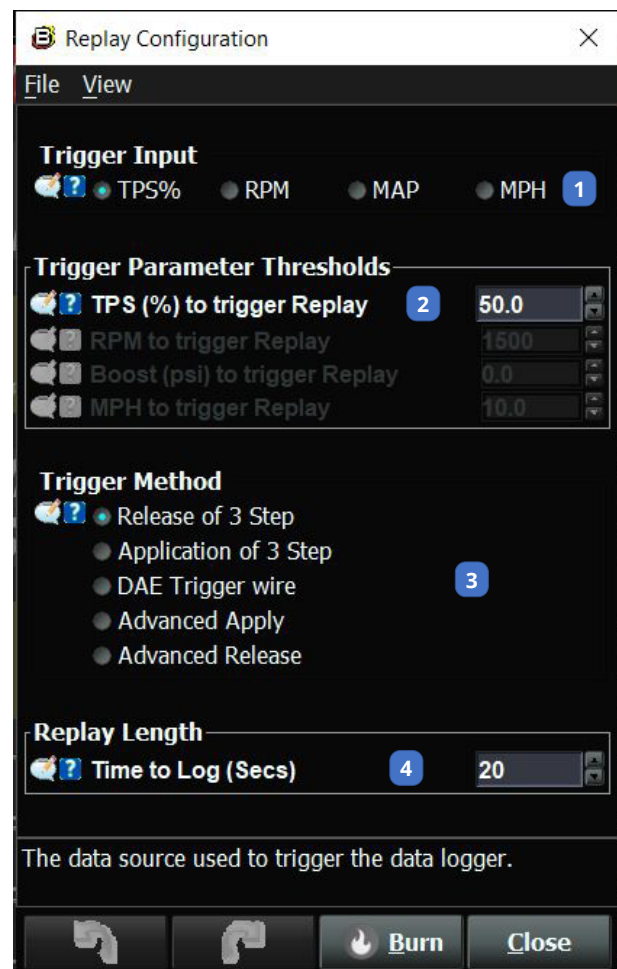 B Replay Configuration
File View
Trigger Input
? TPS% RPM MAP MPH 1
Trigger Parameter Thresholds
? TPS (%) to trigger Replay 2 50.0
? RPM to trigger Replay 1500
? Boost (psi) to trigger Replay 0.0
? MPH to trigger Replay 10.0
Trigger Method
? Release of 3 Step
Application of 3 Step
DAE Trigger wire 3
Advanced Apply
Advanced Release
Replay Length
? Time to Log (Secs) 4 20
The data source used to trigger the data logger.
Burn Close